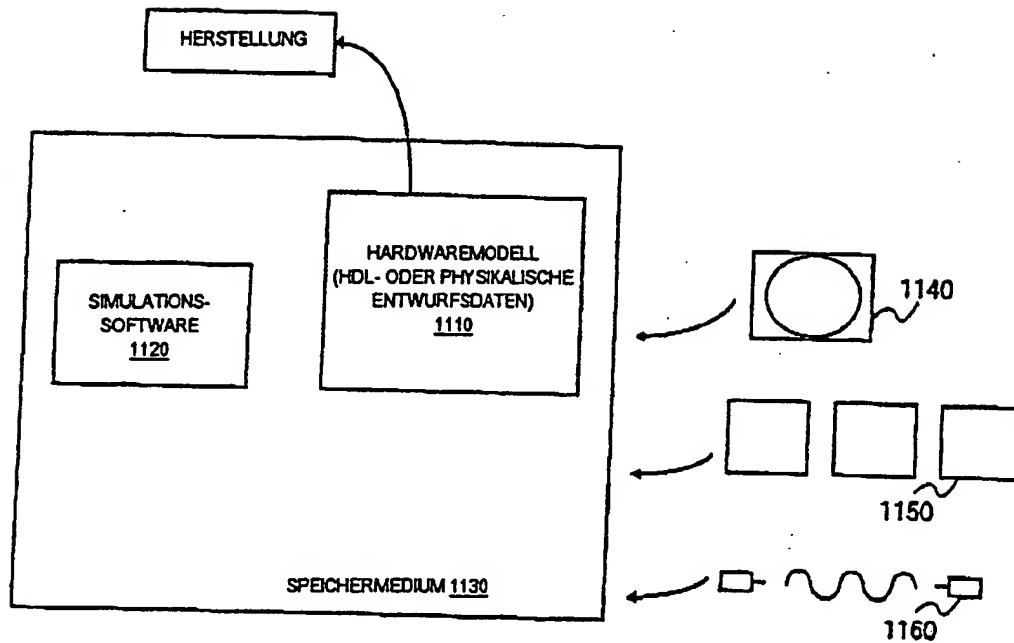 HERSTELLUNG
HARDWAREMODELL
(HDL- ODER PHYSIKALISCHE
ENTWURFSDATEN)
1110
SIMULATIONS-
SOFTWARE
1120
1140
1150
SPEICHERMEDIUM 1130
1160